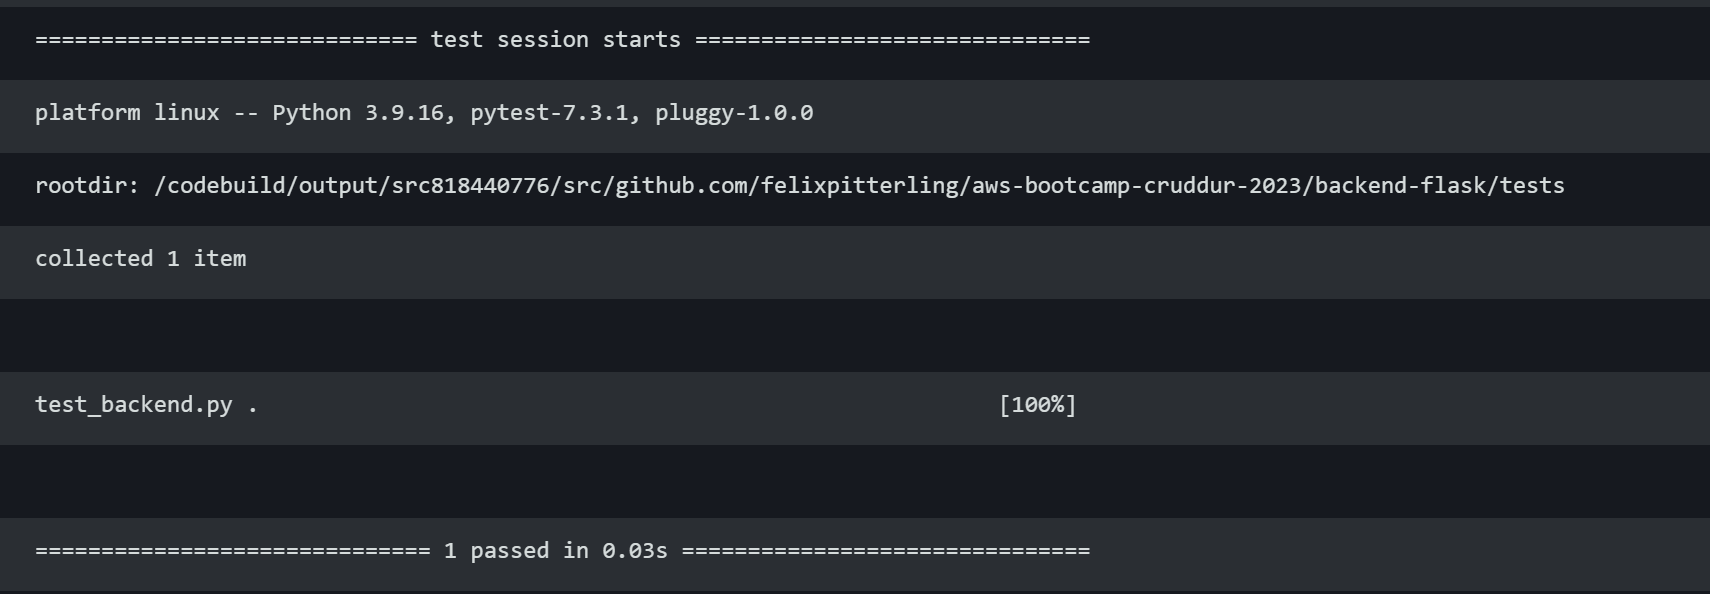 ============================= test session starts ==============================
platform linux -- Python 3.9.16, pytest-7.3.1, pluggy-1.0.0
rootdir: /codebuild/output/src818440776/src/github.com/felixpitterling/aws-bootcamp-cruddur-2023/backend-flask/tests
collected 1 item
test_backend.py .                                                        [100%]
============================== 1 passed in 0.03s ===============================